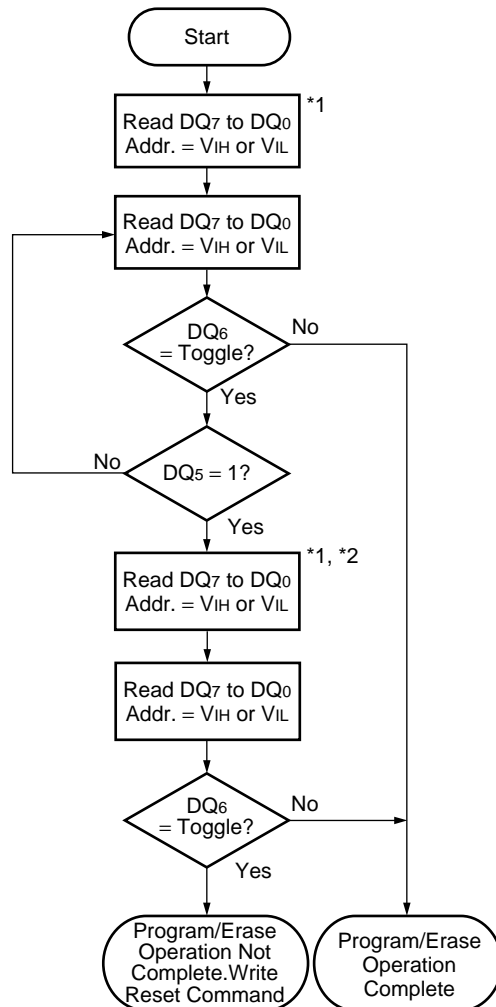 Start
Read DQ7 to DQ0
Addr. = VIH or VIL
*1
Read DQ7 to DQ0
Addr. = VIH or VIL
DQ6
= Toggle?
No
Yes
No
DQ5 = 1?
Yes
*1, *2
Read DQ7 to DQ0
Addr. = VIH or VIL
Read DQ7 to DQ0
Addr. = VIH or VIL
DQ6
= Toggle?
No
Yes
Program/Erase
Operation Not
Complete.Write
Reset Command
Program/Erase
Operation
Complete